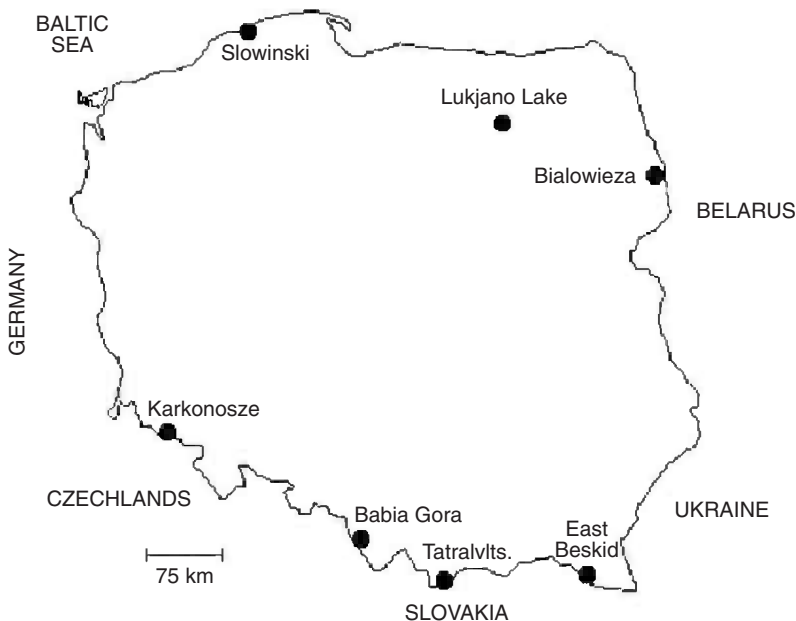 BALTIC
SEA
Slowinski
Lukjano Lake
Bialowieza
BELARUS
GERMANY
Karkonosze
CZECHLANDS
Babia Gora
Tatralvlts.
East
Beskid
UKRAINE
75 km
SLOVAKIA